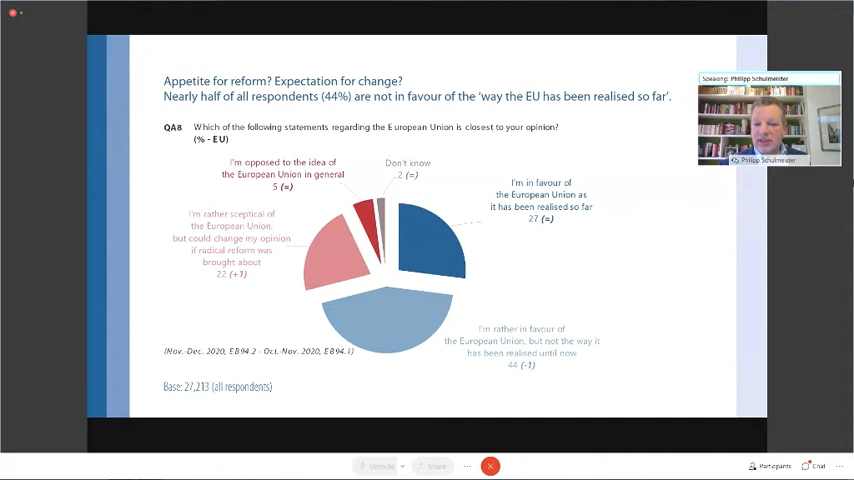 Appetite for reform? Expectation for change?
Nearly half of all respondents (44%) are not in favour of the 'way the EU has been realised so far'.
Speaking: Philipp Schulmeister
QA8 Which of the following statements regarding the European Union is closest to your opinion?
(% - EU)
I'm opposed to the idea of
the European Union in general
5 (=)
Don't know
2 (=)
Philipp Schulmeister
I'm in favour of
the European Union as
it has been realised so far
27 (=)
I'm rather sceptical of
the European Union,
but could change my opinion
if radical reform was
brought about
22 (+1)
I'm rather in favour of
the European Union, but not the way it
has been realised until now
44 (-1)
(Nov.-Dec. 2020, EB94.2 - Oct.-Nov. 2020, EB94.1)
Base: 27,213 (all respondents)
Unmute
Share
Participants
Chat